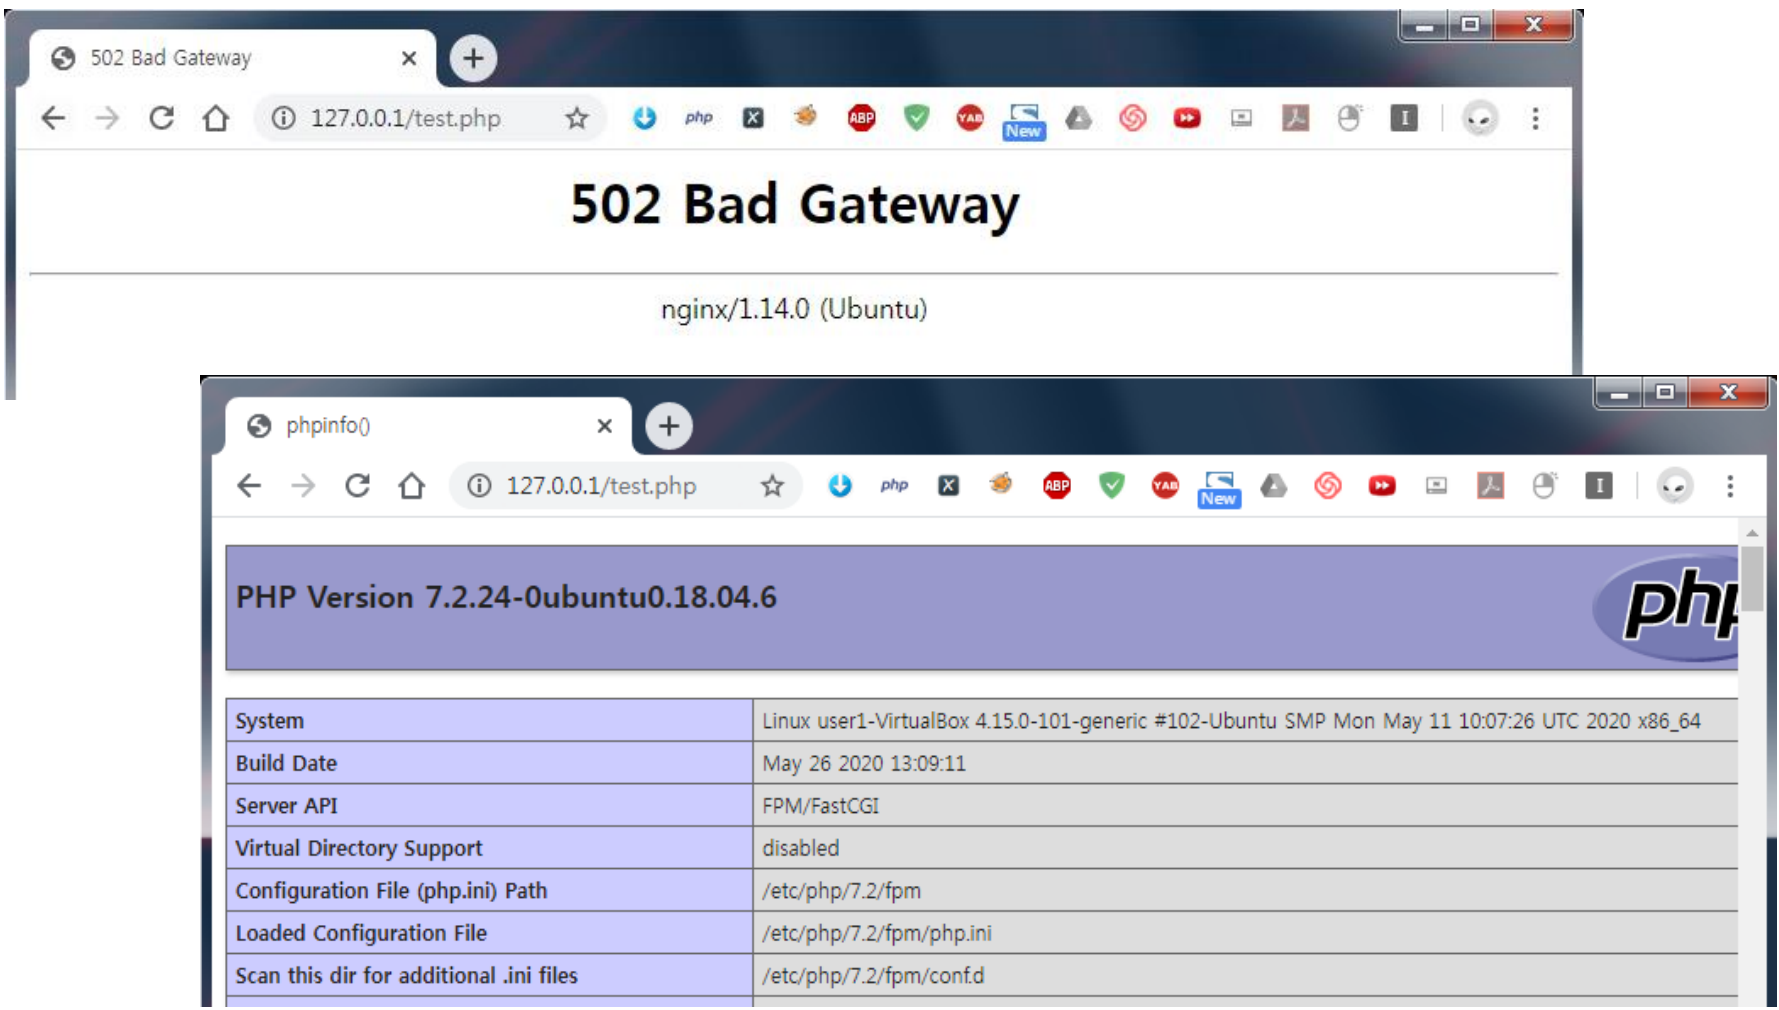 502 Bad Gateway
127.0.0.1/test.php
php
ABP
YAB
New
502 Bad Gateway
nginx/1.14.0 (Ubuntu)
phpinfo()
127.0.0.1/test.php
php
ABP
YAB
New
PHP Version 7.2.24-0ubuntu0.18.04.6
php
System Linux user1-VirtualBox 4.15.0-101-generic #102-Ubuntu SMP Mon May 11 10:07:26 UTC 2020 x86_64
Build Date May 26 2020 13:09:11
Server API FPM/FastCGI
Virtual Directory Support disabled
Configuration File (php.ini) Path /etc/php/7.2/fpm
Loaded Configuration File /etc/php/7.2/fpm/php.ini
Scan this dir for additional .ini files /etc/php/7.2/fpm/conf.d